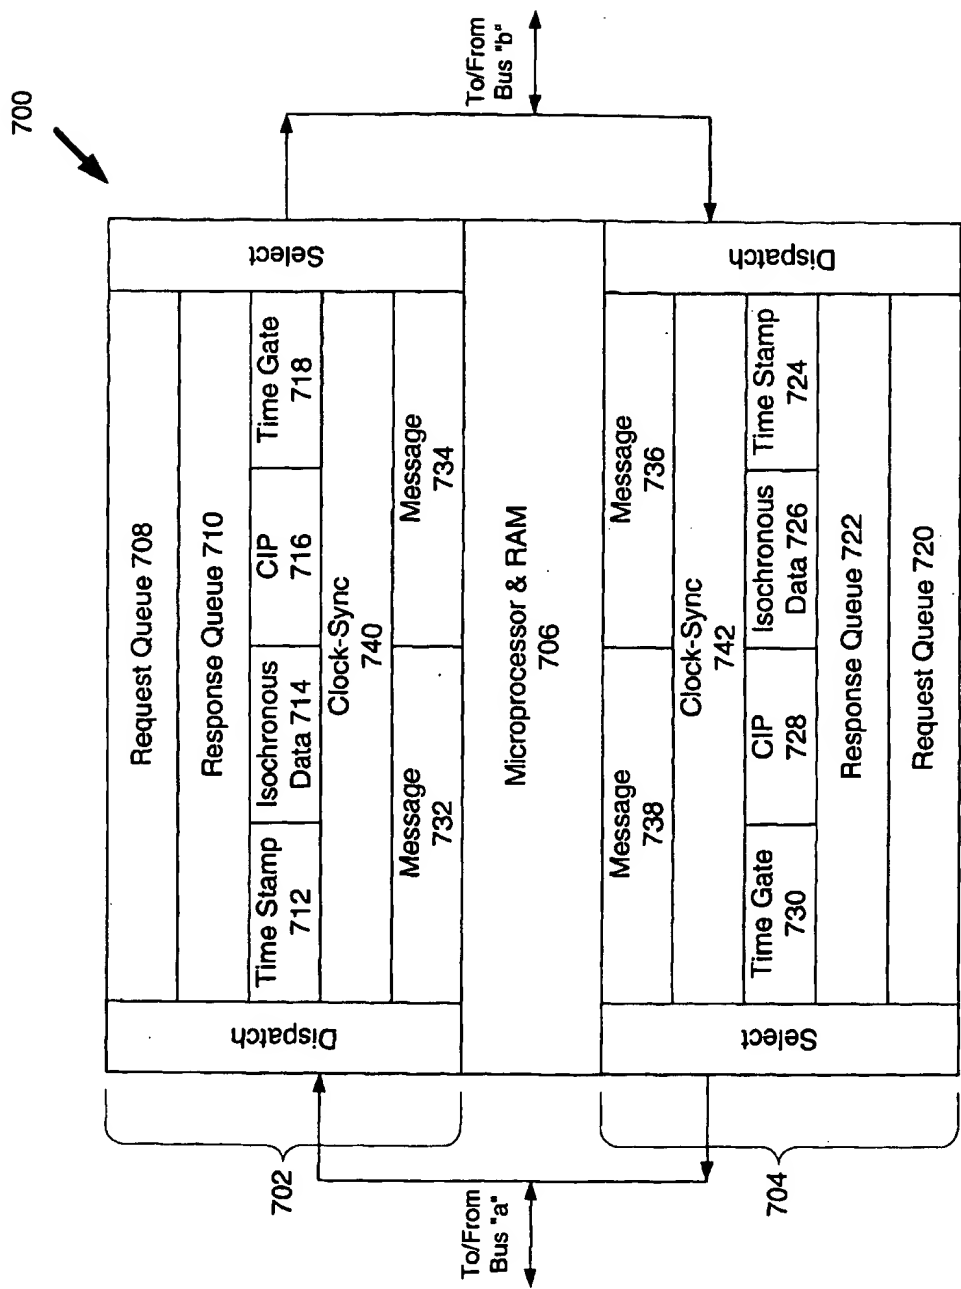 700
To/From
Bus "b"
Select
Request Queue 708
Response Queue 710
Time Stamp
712
Isochronous
Data 714
CIP
716
Time Gate
718
Clock-Sync
740
Message
732
Message
734
Dispatch
702
Microprocessor & RAM
706
To/From
Bus "a"
Dispatch
Message
738
Message
736
Clock-Sync
742
Time Gate
730
CIP
728
Isochronous
Data 726
Time Stamp
724
Response Queue 722
Request Queue 720
Select
704